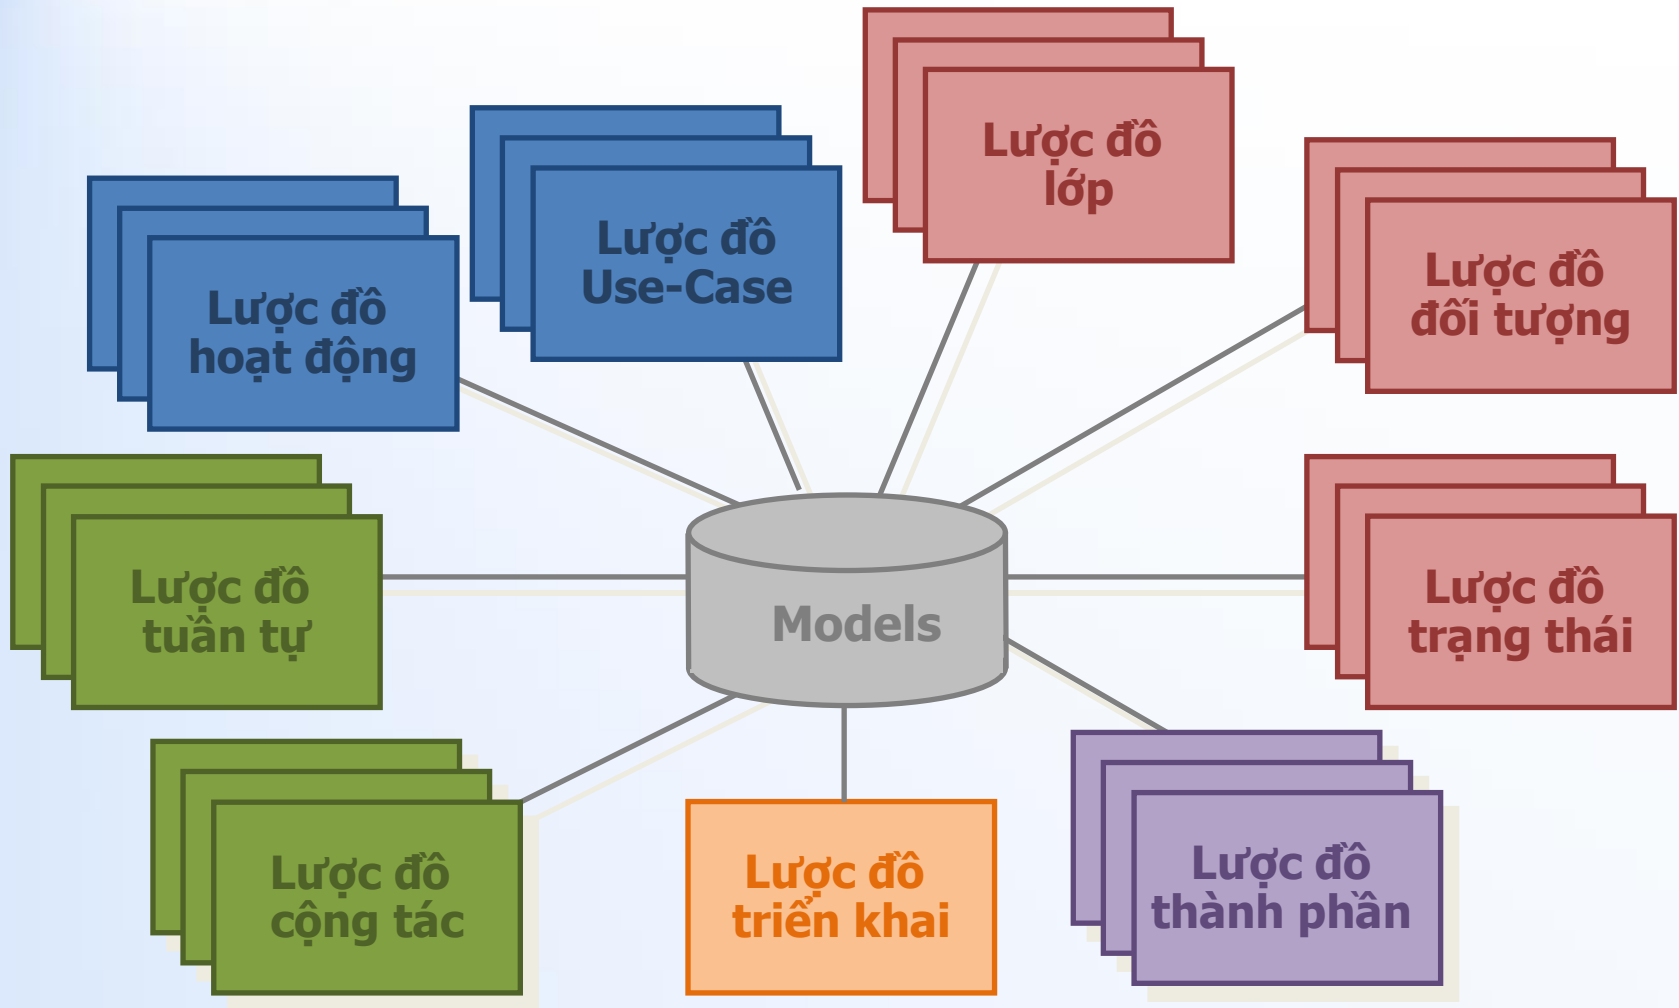 Lược đồ
lớp
Lược đồ
Use-Case
Lược đồ
đối tượng
Lược đồ
hoạt động
Lược đồ
tuần tự
Models
Lược đồ
trạng thái
Lược đồ
cộng tác
Lược đồ
triển khai
Lược đồ
thành phần